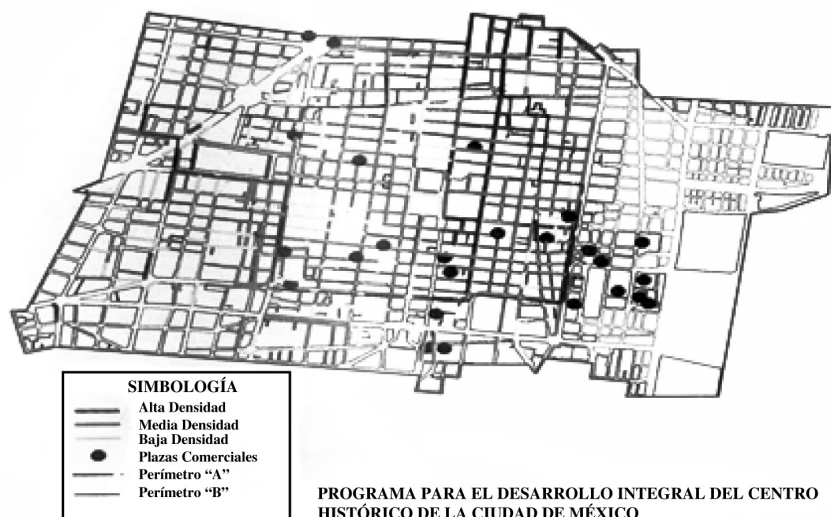 SIMBOLOGÍA
Alta Densidad
Media Densidad
Baja Densidad
Plazas Comerciales
Perímetro “A”
Perímetro “B”
PROGRAMA PARA EL DESARROLLO INTEGRAL DEL CENTRO
HISTÓRICO DE LA CIUDAD DE MÉXICO